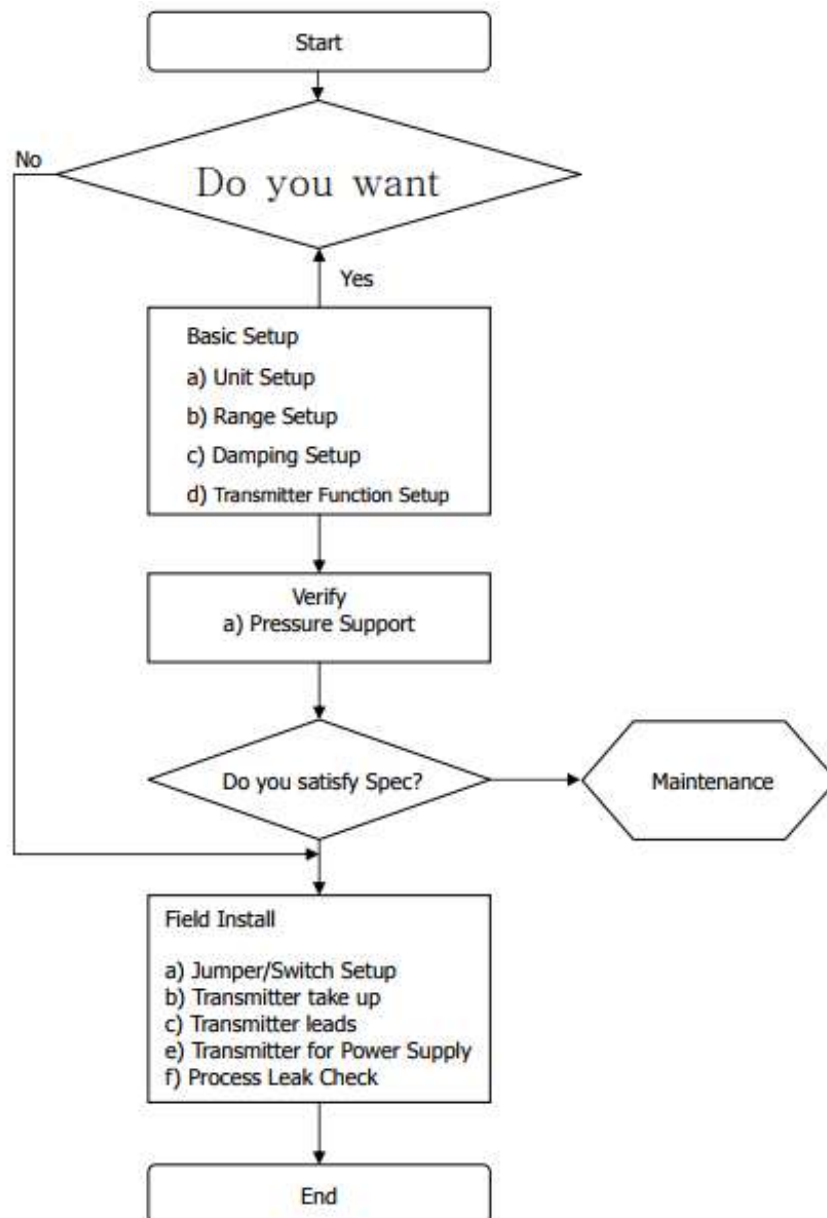 Start
No
Do you want
Yes
Basic Setup
a) Unit Setup
b) Range Setup
c) Damping Setup
d) Transmitter Function Setup
Verify
a) Pressure Support
Do you satisfy Spec?
Maintenance
Field Install
a) Jumper/Switch Setup
b) Transmitter take up
c) Transmitter leads
e) Transmitter for Power Supply
f) Process Leak Check
End